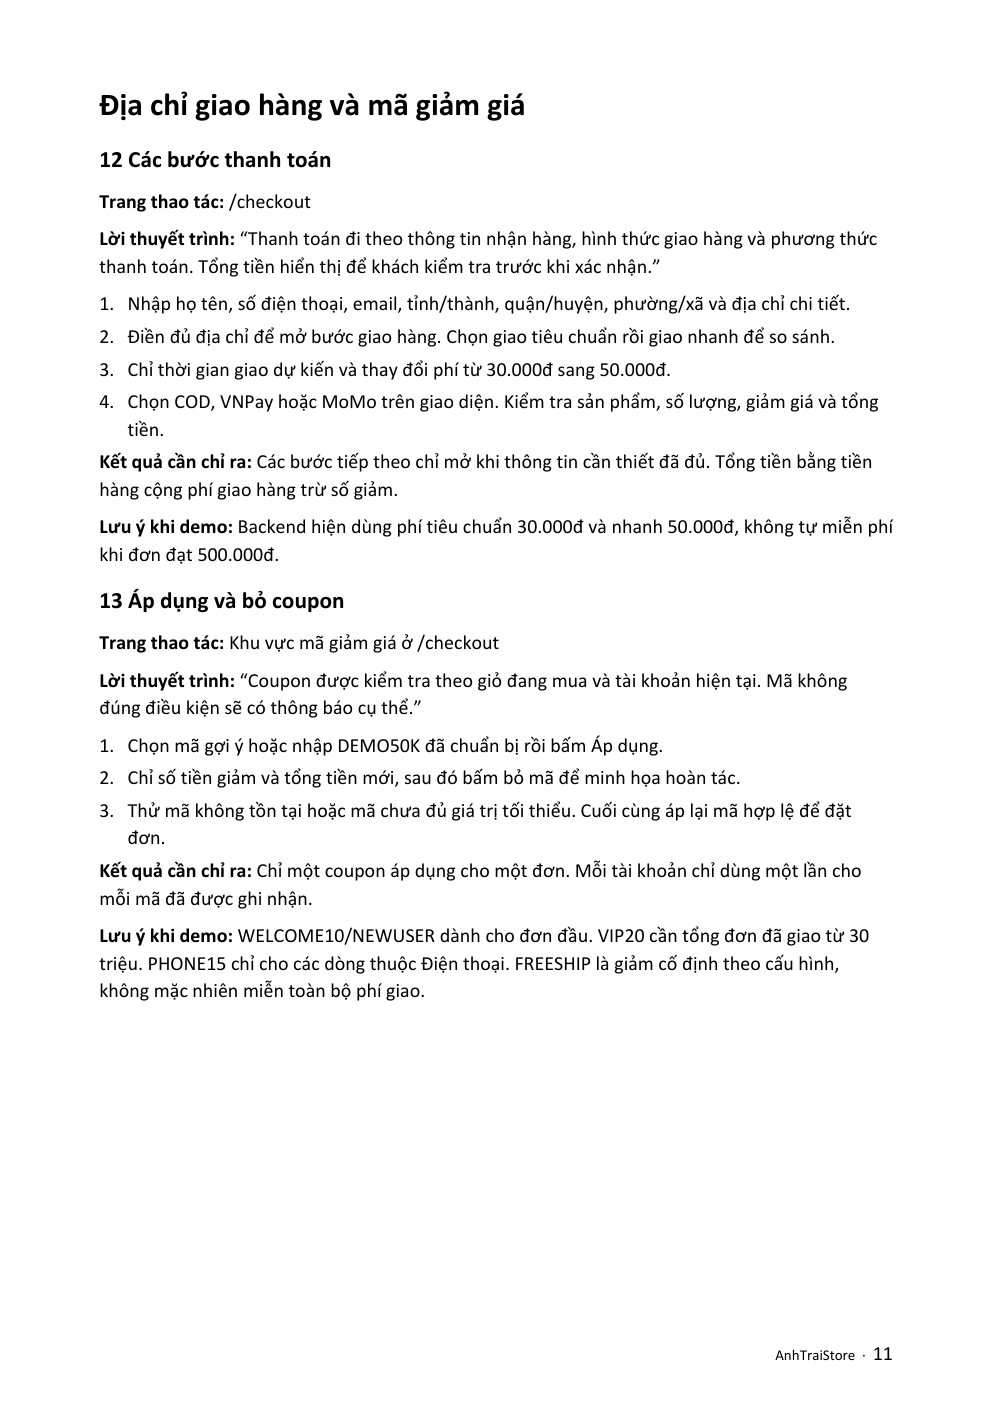 Địa chỉ giao hàng và mã giảm giá
12 Các bước thanh toán
Trang thao tác: /checkout
Lời thuyết trình: “Thanh toán đi theo thông tin nhận hàng, hình thức giao hàng và phương thức
thanh toán. Tổng tiền hiển thị để khách kiểm tra trước khi xác nhận.”
1. Nhập họ tên, số điện thoại, email, tỉnh/thành, quận/huyện, phường/xã và địa chỉ chi tiết.
2. Điền đủ địa chỉ để mở bước giao hàng. Chọn giao tiêu chuẩn rồi giao nhanh để so sánh.
3. Chỉ thời gian giao dự kiến và thay đổi phí từ 30.000đ sang 50.000đ.
4. Chọn COD, VNPay hoặc MoMo trên giao diện. Kiểm tra sản phẩm, số lượng, giảm giá và tổng
tiền.
Kết quả cần chỉ ra: Các bước tiếp theo chỉ mở khi thông tin cần thiết đã đủ. Tổng tiền bằng tiền
hàng cộng phí giao hàng trừ số giảm.
Lưu ý khi demo: Backend hiện dùng phí tiêu chuẩn 30.000đ và nhanh 50.000đ, không tự miễn phí
khi đơn đạt 500.000đ.
13 Áp dụng và bỏ coupon
Trang thao tác: Khu vực mã giảm giá ở /checkout
Lời thuyết trình: “Coupon được kiểm tra theo giỏ đang mua và tài khoản hiện tại. Mã không
đúng điều kiện sẽ có thông báo cụ thể.”
1. Chọn mã gợi ý hoặc nhập DEMO50K đã chuẩn bị rồi bấm Áp dụng.
2. Chỉ số tiền giảm và tổng tiền mới, sau đó bấm bỏ mã để minh họa hoàn tác.
3. Thử mã không tồn tại hoặc mã chưa đủ giá trị tối thiểu. Cuối cùng áp lại mã hợp lệ để đặt
đơn.
Kết quả cần chỉ ra: Chỉ một coupon áp dụng cho một đơn. Mỗi tài khoản chỉ dùng một lần cho
mỗi mã đã được ghi nhận.
Lưu ý khi demo: WELCOME10/NEWUSER dành cho đơn đầu. VIP20 cần tổng đơn đã giao từ 30
triệu. PHONE15 chỉ cho các dòng thuộc Điện thoại. FREESHIP là giảm cố định theo cấu hình,
không mặc nhiên miễn toàn bộ phí giao.
AnhTraiStore · 11